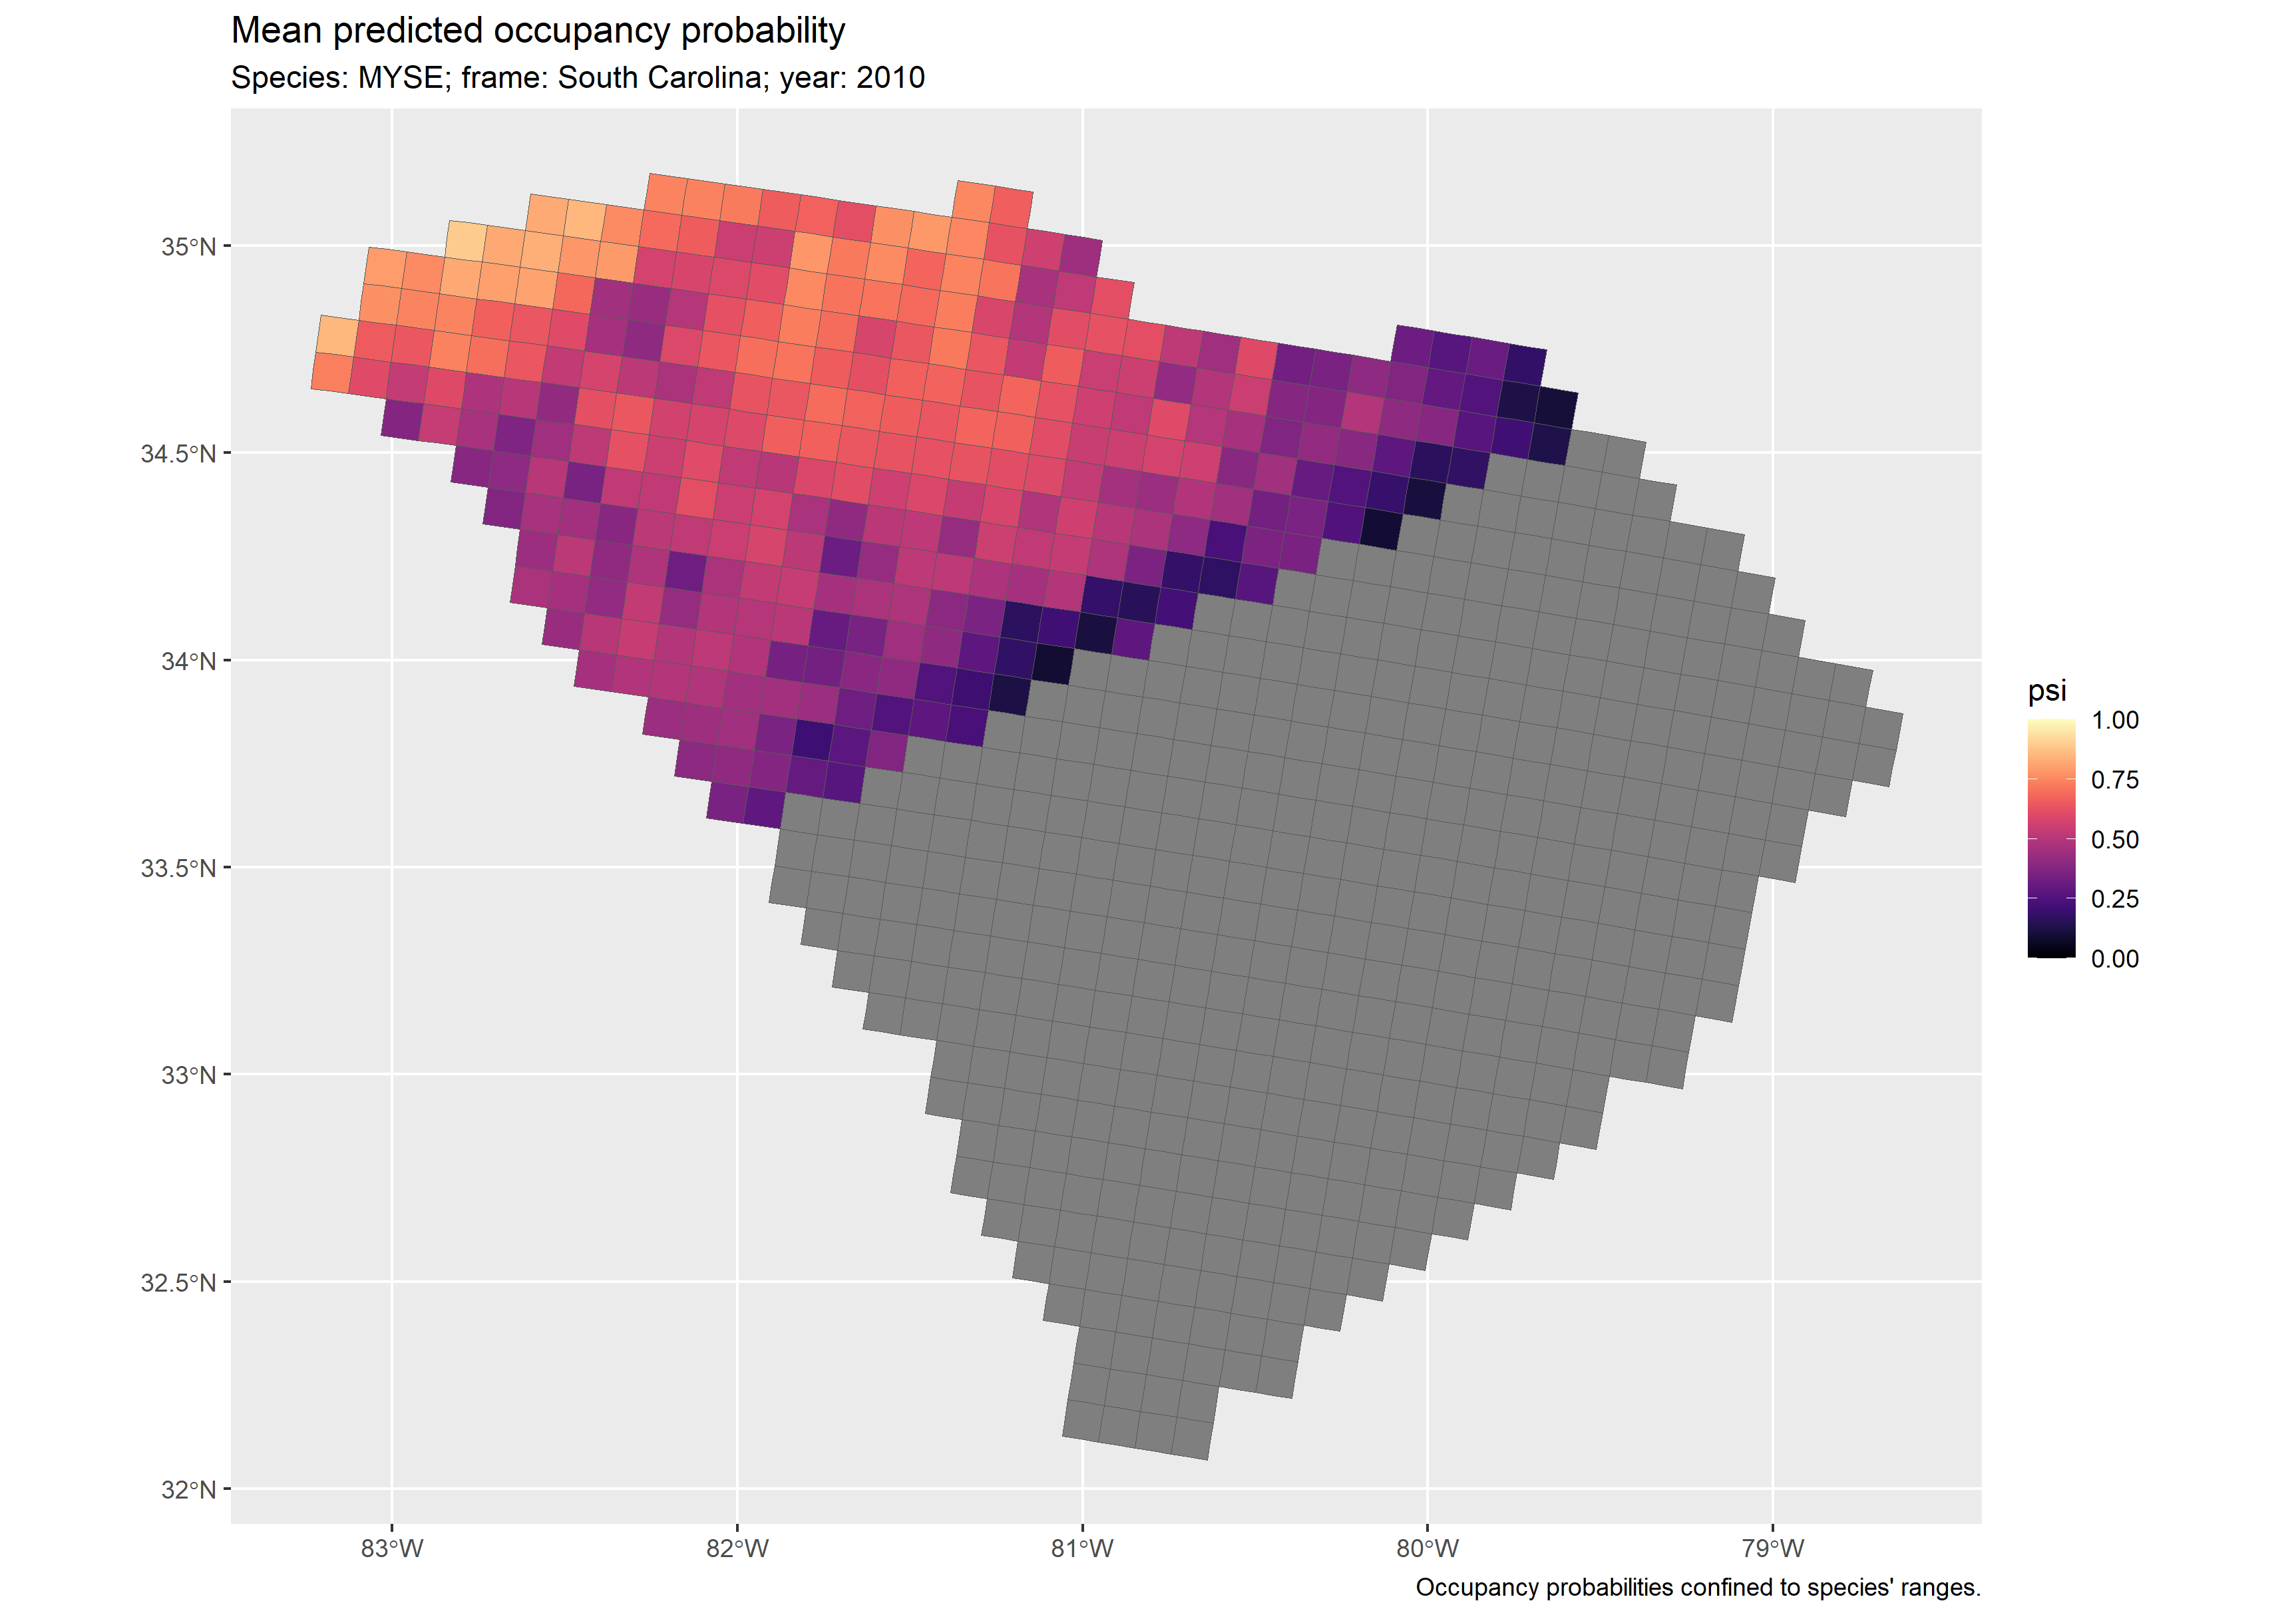 Mean predicted occupancy probability
Species: MYSE; frame: South Carolina; year: 2010
35°N
34.5°N
34°N
33.5°N
33°N
32.5°N
32°N
83°W
82°W
81°W
80°W
79°W
psi
1.00
0.75
0.50
0.25
0.00
Occupancy probabilities confined to species' ranges.